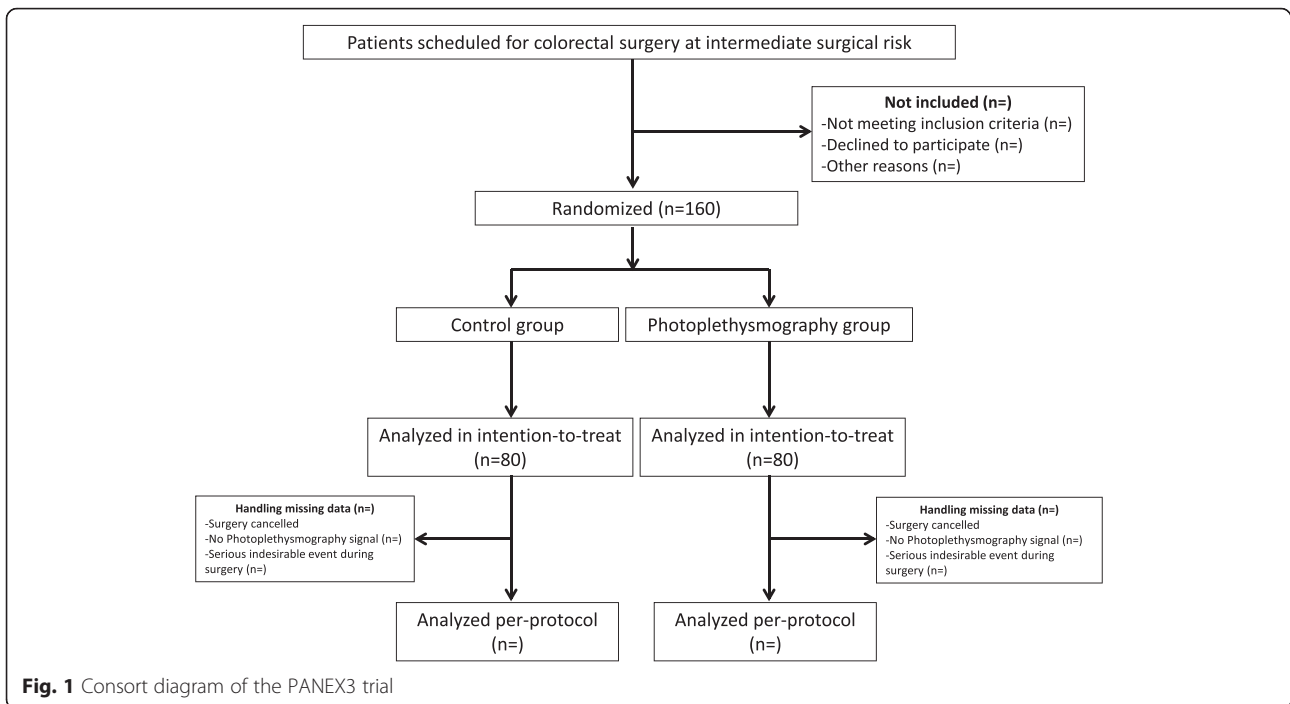 Patients scheduled for colorectal surgery at intermediate surgical risk
Not included (n=)
-Not meeting inclusion criteria (n=)
-Declined to participate (n=)
-Other reasons (n=)
Randomized (n=160)
Control group
Photoplethysmography group
Analyzed in intention-to-treat
(n=80)
Analyzed in intention-to-treat
(n=80)
Handling missing data (n=)
-Surgery cancelled
-No Photoplethysmography signal (n=)
-Serious indesirable event during
surgery (n=)
Handling missing data (n=)
-Surgery cancelled
-No Photoplethysmography signal (n=)
-Serious indesirable event during
surgery (n=)
Analyzed per-protocol
(n=)
Analyzed per-protocol
(n=)
Fig. 1 Consort diagram of the PANEX3 trial